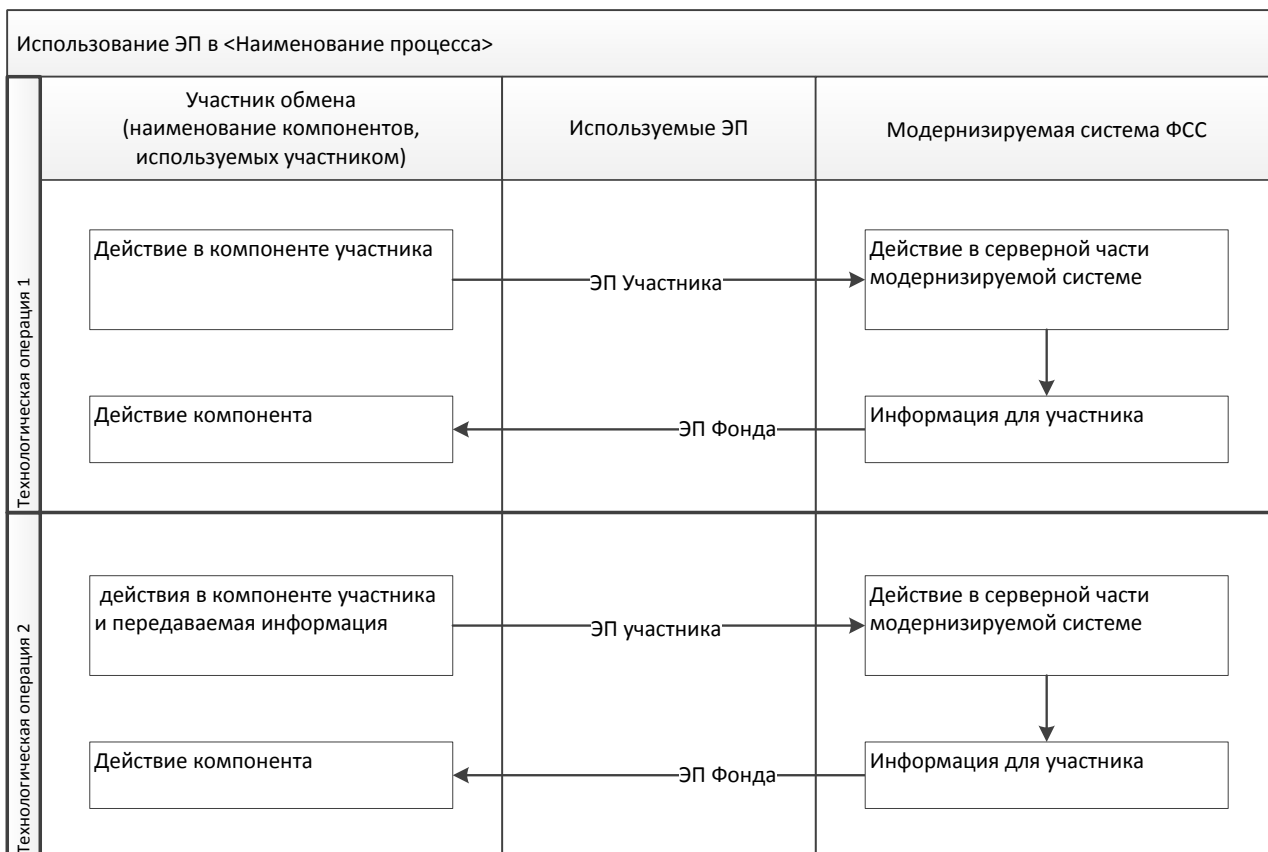 Использование ЭП в <Наименование процесса>
Участник обмена
(наименование компонентов,
используемых участником)
Используемые ЭП
Модернизируемая система ФСС
Технологическая операция 1
Действие в компоненте участника
ЭП Участника
Действие в серверной части
модернизируемой системе
Действие компонента
ЭП Фонда
Информация для участника
Технологическая операция 2
действия в компоненте участника
и передаваемая информация
ЭП участника
Действие в серверной части
модернизируемой системе
Действие компонента
ЭП Фонда
Информация для участника